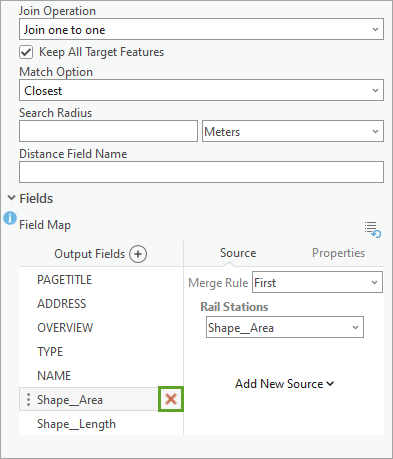 Join Operation
Join one to one
Keep All Target Features
Match Option
Closest
Search Radius
Meters
Distance Field Name
Fields
Field Map
Output Fields
Source Properties
PAGETITLE
ADDRESS
OVERVIEW
TYPE
NAME
Shape__Area
Shape__Length
Merge Rule First
Rail Stations
Shape__Area
Add New Source